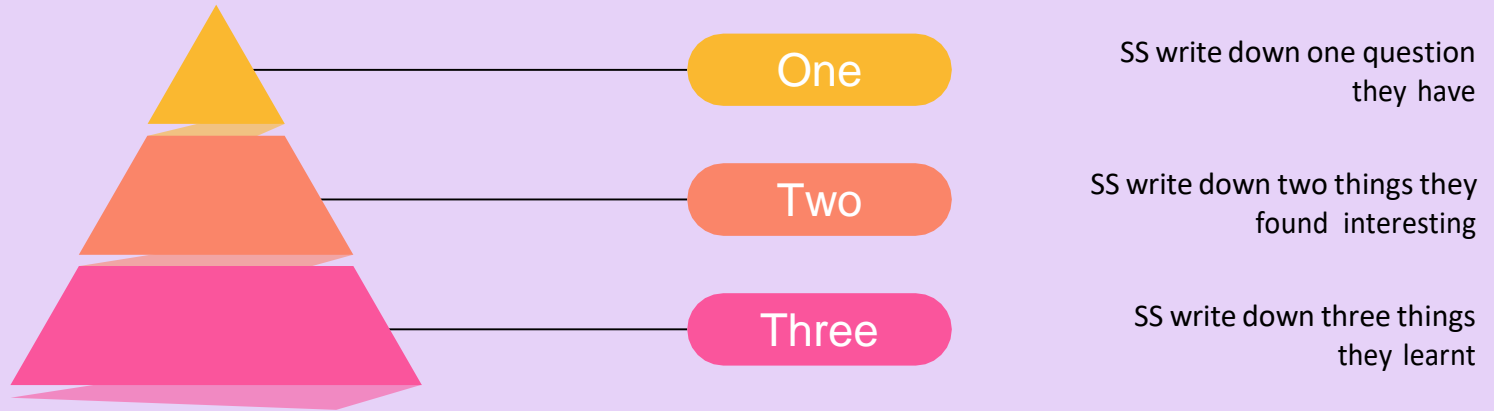 One
SS write down one question
they have
Two
SS write down two things they
found interesting
Three
SS write down three things
they learnt